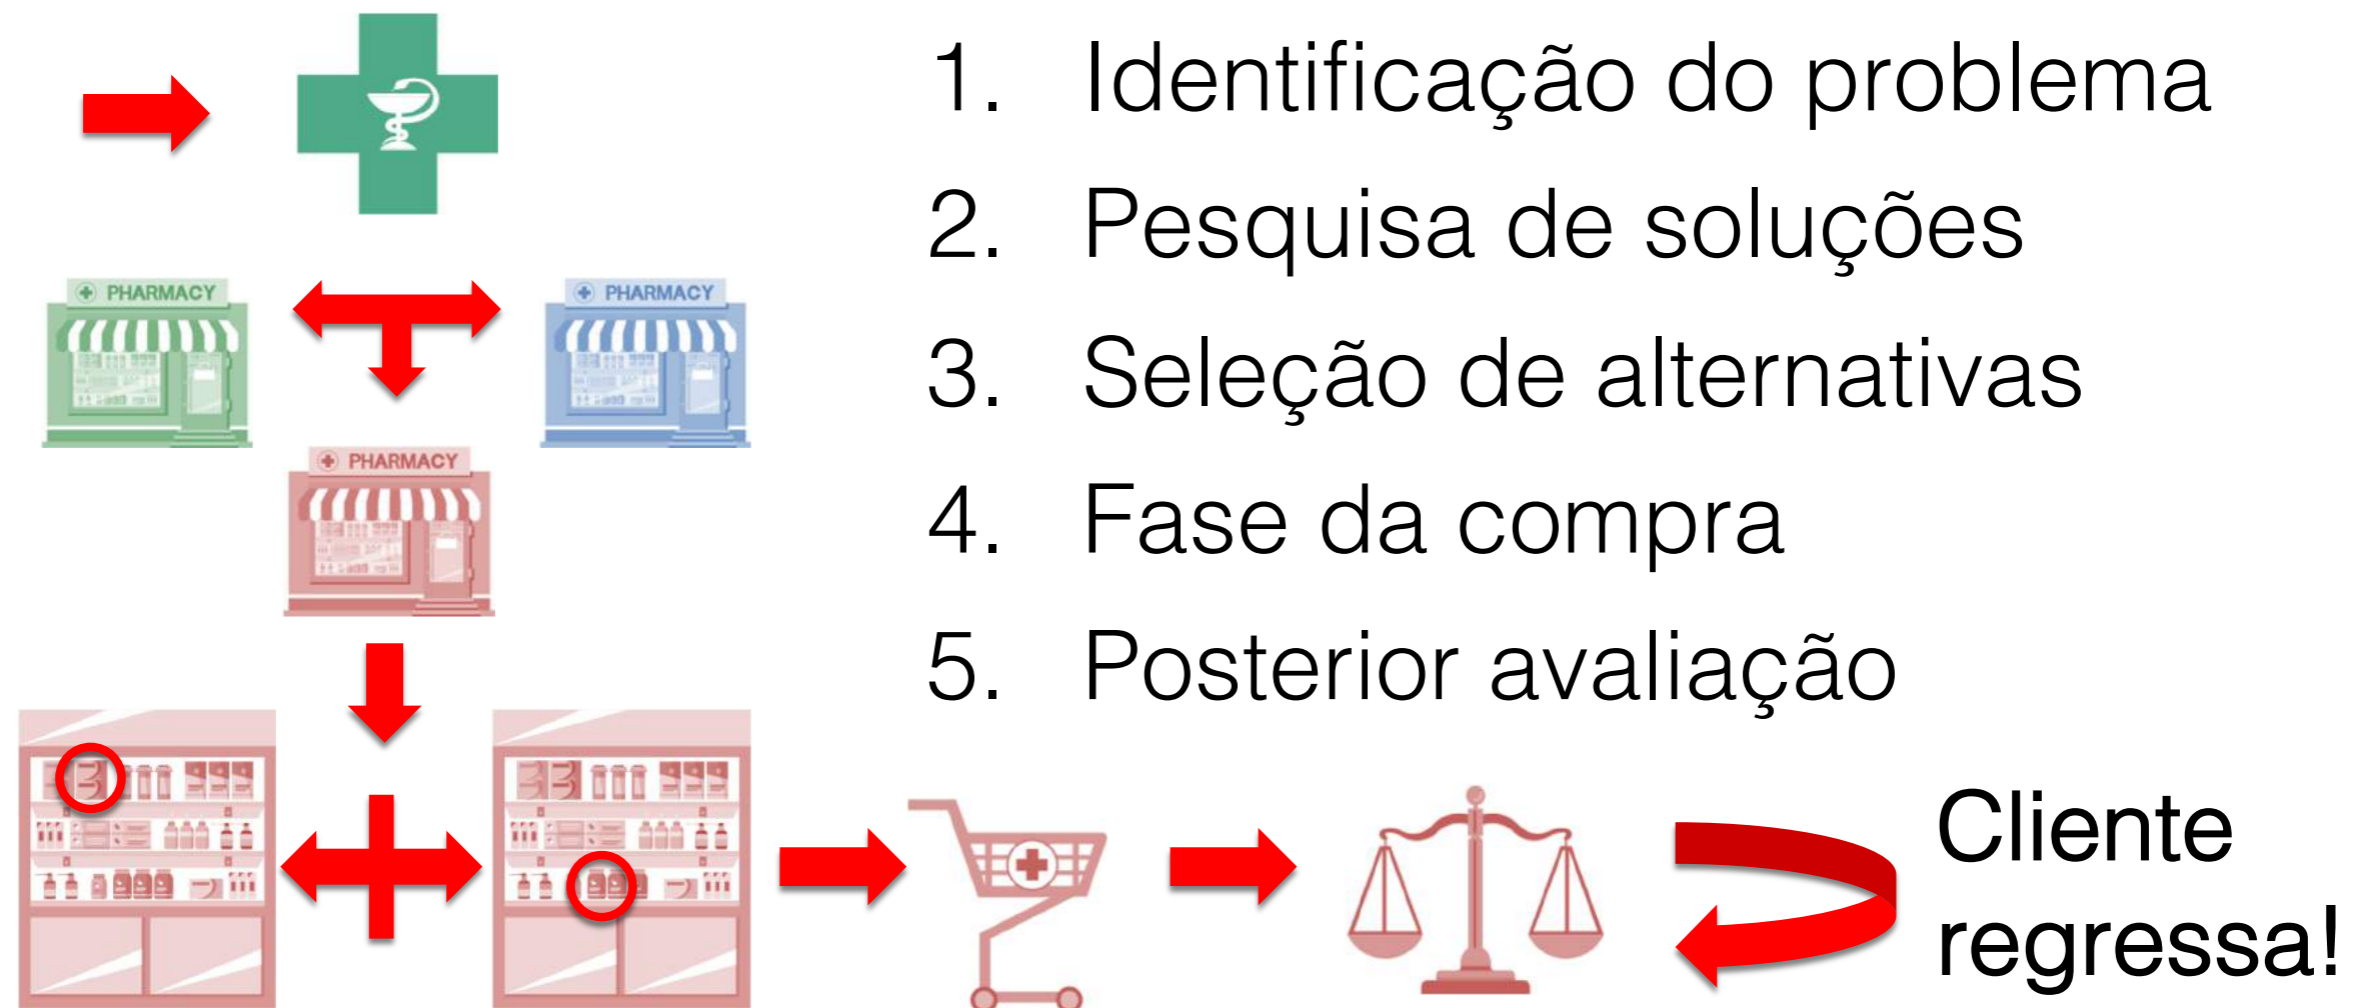 1. Identificação do problema
2. Pesquisa de soluções
3. Seleção de alternativas
4. Fase da compra
5. Posterior avaliação
PHARMACY
PHARMACY
PHARMACY
Cliente
regressa!